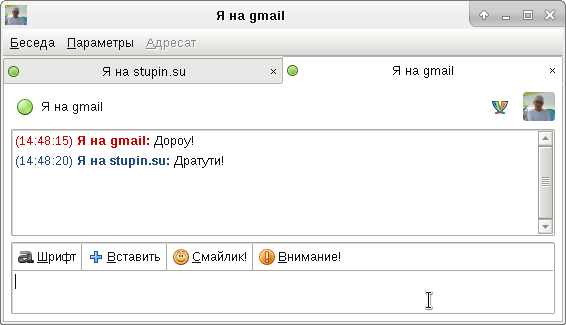 Я на gmail
Беседа Параметры Адресат
Я на stupin.su × Я на gmail ×
Я на gmail
(14:48:15) Я на gmail: Дороу!
(14:48:20) Я на stupin.su: Дратути!
Шрифт Вставить Смайлик! Внимание!